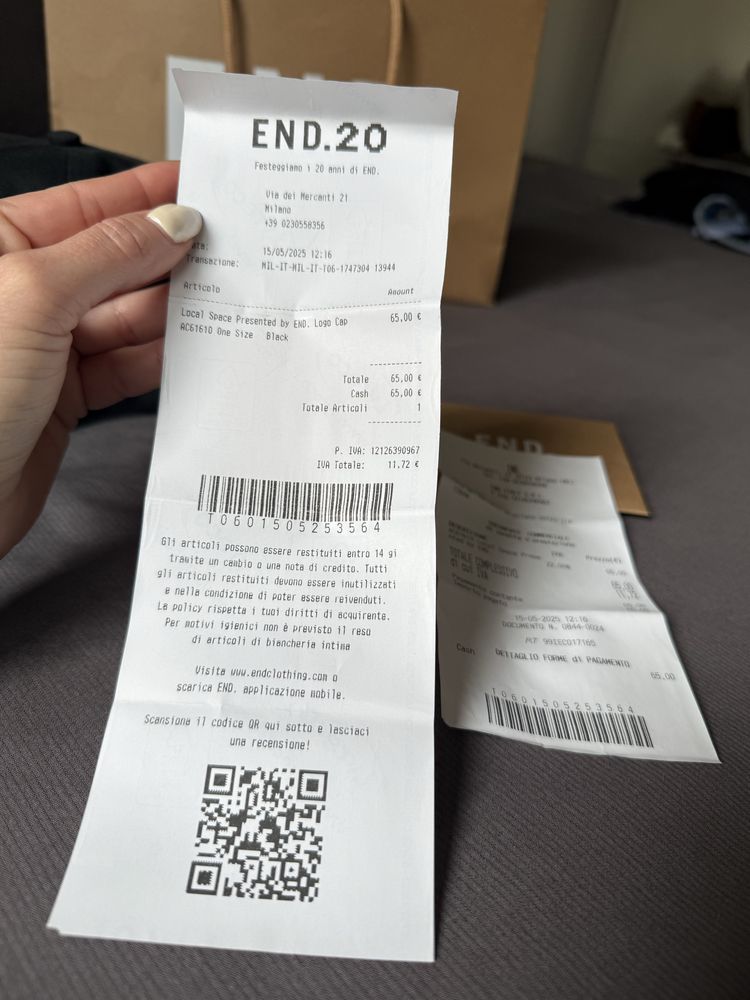 END.20
Festeggiamo i 20 anni di END.
Via dei Mercanti 21
Milano
+39 0230558356
15/05/2025 12:16
Transazione: MIL-IT-MIL-IT-T06-1747304 13944
Articolo Amount
Local Space Presented by END. Logo Cap 65,00 €
AC61610 One Size Black
Totale 65,00 €
Cash 65,00 €
Totale Articoli 1
P. IVA: 12126390967
IVA Totale: 11.72 €
T0601505253564
Gli articoli possono essere restituiti entro 14 gi
tramite un cambio o una nota di credito. Tutti
gli articoli restituiti devono essere inutilizzati
e nella condizione di poter essere reivenduti.
La policy rispetta i tuoi diritti di acquirente.
Per motivi igienici non è previsto il reso
di articoli di biancheria intima
Visita www.endclothing.com o
scarica END. applicazione mobile.
Scansiona il codice QR qui sotto e lasciaci
una recensione!
END.
Prezzo(€)
TOTALE COMPLESSIVO
di cui IVA
15-05-2025 12:16
DOCUMENTO N. 0844-0024
DETTAGLIO FORME di PAGAMENTO
Cash 65,00
T0601505253564